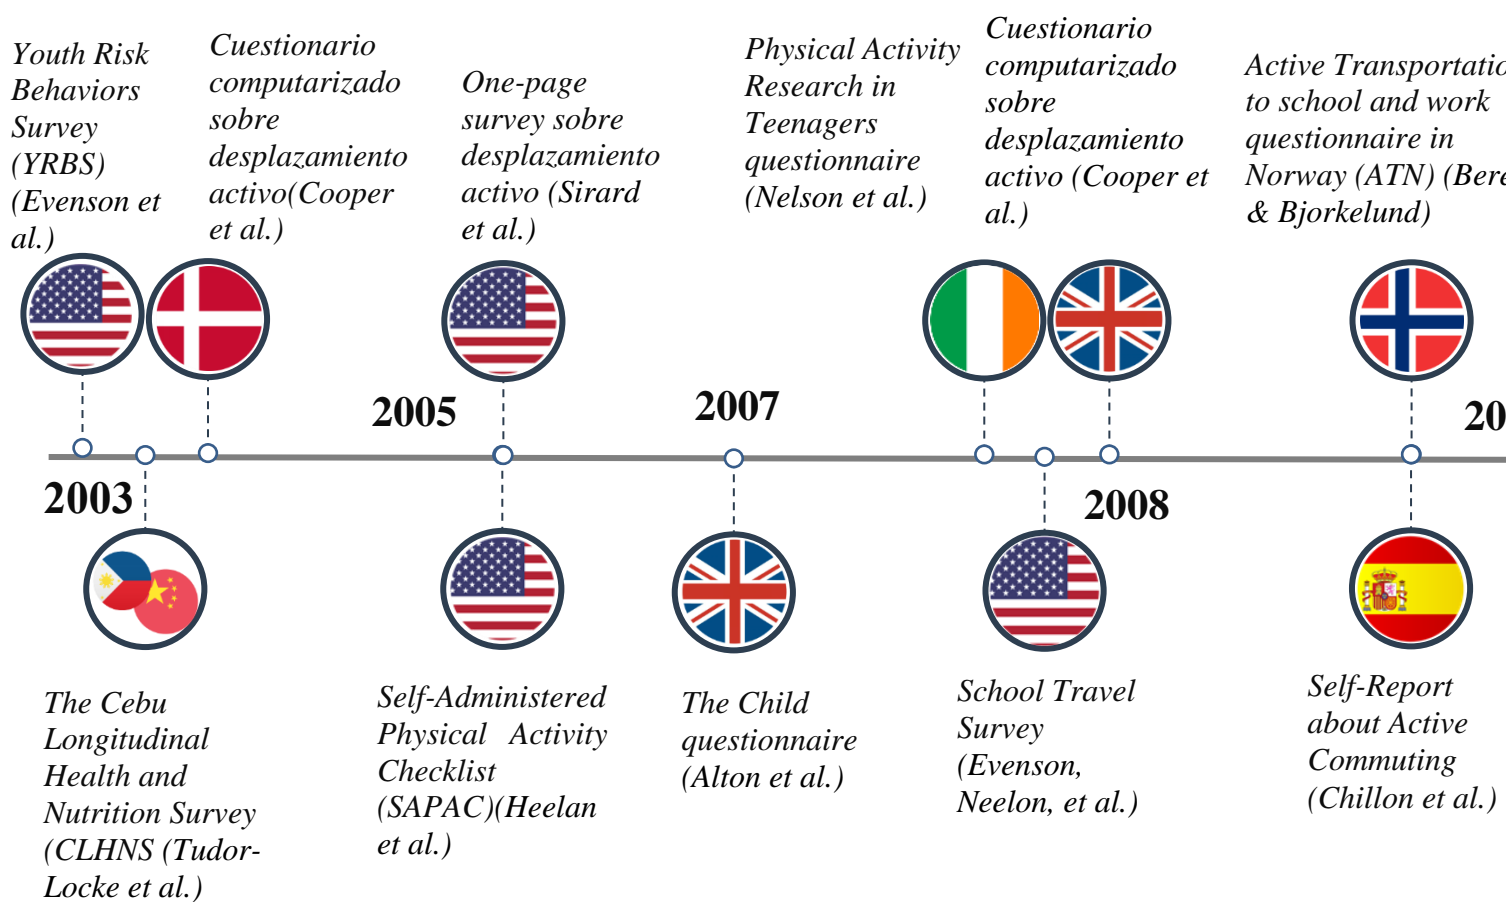 Youth Risk
Behaviors
Survey
(YRBS)
(Evenson et
al.)
Cuestionario
computarizado
sobre
desplazamiento
activo(Cooper
et al.)
One-page
survey sobre
desplazamiento
activo (Sirard
et al.)
Physical Activity
Research in
Teenagers
questionnaire
(Nelson et al.)
Cuestionario
computarizado
sobre
desplazamiento
activo (Cooper et
al.)
Active Transportatio
to school and work
questionnaire in
Norway (ATN) (Bere
& Bjorkelund)
2005
2007
20
2003
2008
The Cebu
Longitudinal
Health and
Nutrition Survey
(CLHNS (Tudor-
Locke et al.)
Self-Administered
Physical Activity
Checklist
(SAPAC)(Heelan
et al.)
The Child
questionnaire
(Alton et al.)
School Travel
Survey
(Evenson,
Neelon, et al.)
Self-Report
about Active
Commuting
(Chillon et al.)